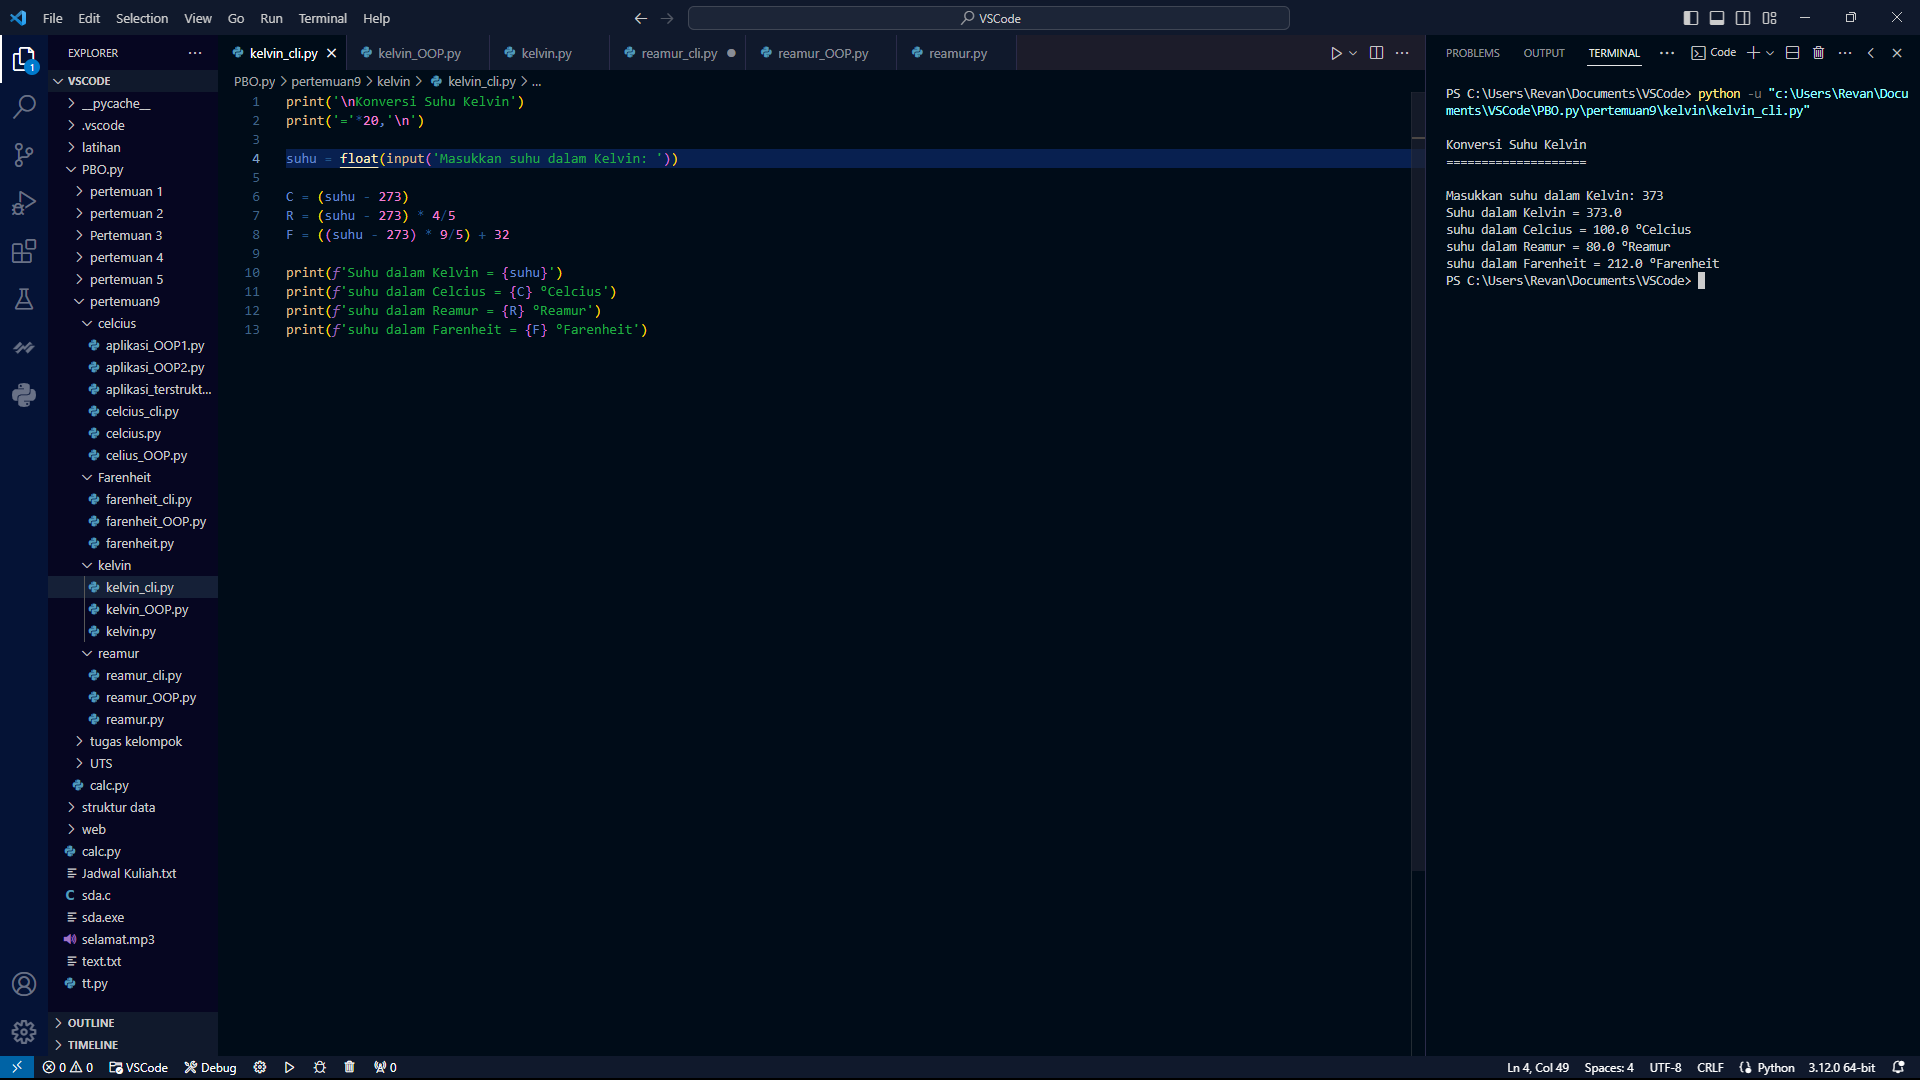 File Edit Selection View Go Run Terminal Help
VSCode
EXPLORER
1
VSCODE
__pycache__
.vscode
latihan
PBO.py
pertemuan 1
pertemuan 2
Pertemuan 3
pertemuan 4
pertemuan 5
pertemuan9
celcius
aplikasi_OOP1.py
aplikasi_OOP2.py
aplikasi_terstrukt...
celcius_cli.py
celcius.py
celius_OOP.py
Farenheit
farenheit_cli.py
farenheit_OOP.py
farenheit.py
kelvin
kelvin_cli.py
kelvin_OOP.py
kelvin.py
reamur
reamur_cli.py
reamur_OOP.py
reamur.py
tugas kelompok
UTS
calc.py
struktur data
web
calc.py
Jadwal Kuliah.txt
sda.c
sda.exe
selamat.mp3
text.txt
tt.py
OUTLINE
TIMELINE
kelvin_cli.py kelvin_OOP.py kelvin.py reamur_cli.py reamur_OOP.py reamur.py
PBO.py > pertemuan9 > kelvin > kelvin_cli.py > ...
1 print('\nKonversi Suhu Kelvin')
2 print('='*20,'\n')
3
4 suhu = float(input('Masukkan suhu dalam Kelvin: '))
5
6 C = (suhu - 273)
7 R = (suhu - 273) * 4/5
8 F = ((suhu - 273) * 9/5) + 32
9
10 print(f'Suhu dalam Kelvin = {suhu}')
11 print(f'suhu dalam Celcius = {C} ºCelcius')
12 print(f'suhu dalam Reamur = {R} ºReamur')
13 print(f'suhu dalam Farenheit = {F} ºFarenheit')
PROBLEMS OUTPUT TERMINAL ... Code
PS C:\Users\Revan\Documents\VSCode> python -u "c:\Users\Revan\Docu
ments\VSCode\PBO.py\pertemuan9\kelvin\kelvin_cli.py"
Konversi Suhu Kelvin
====================
Masukkan suhu dalam Kelvin: 373
Suhu dalam Kelvin = 373.0
suhu dalam Celcius = 100.0 ºCelcius
suhu dalam Reamur = 80.0 ºReamur
suhu dalam Farenheit = 212.0 ºFarenheit
PS C:\Users\Revan\Documents\VSCode>
0 0 VSCode Debug 0 Ln 4, Col 49 Spaces: 4 UTF-8 CRLF Python 3.12.0 64-bit